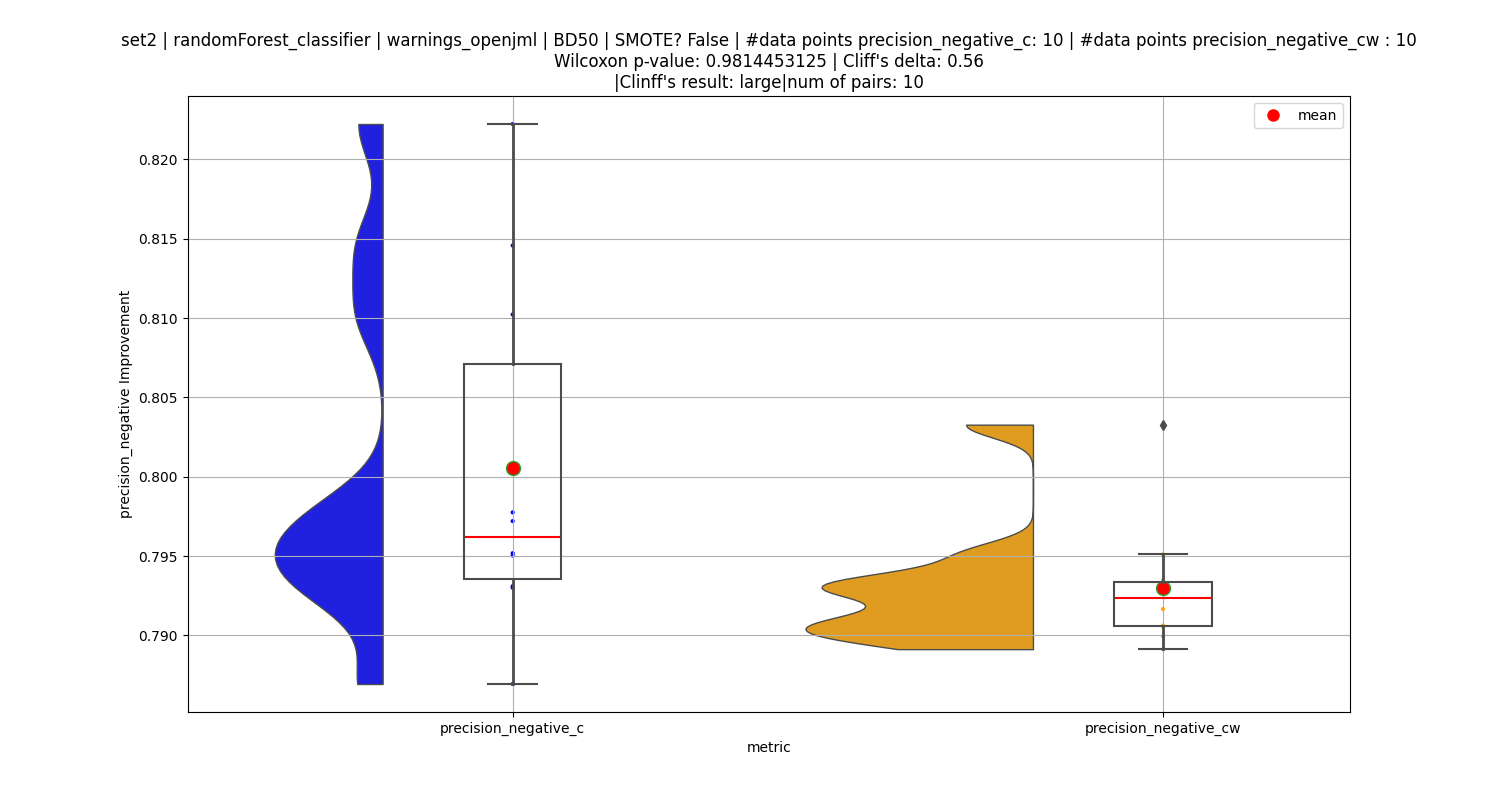 set2 | randomForest_classifier | warnings_openjml | BD50 | SMOTE? False | #data points precision_negative_c: 10 | #data points precision_negative_cw : 10
Wilcoxon p-value: 0.9814453125 | Cliff's delta: 0.56
|Clinff's result: large|num of pairs: 10
mean
0.820
0.815
0.810
0.805
0.800
0.795
0.790
precision_negative Improvement
precision_negative_c
precision_negative_cw
metric